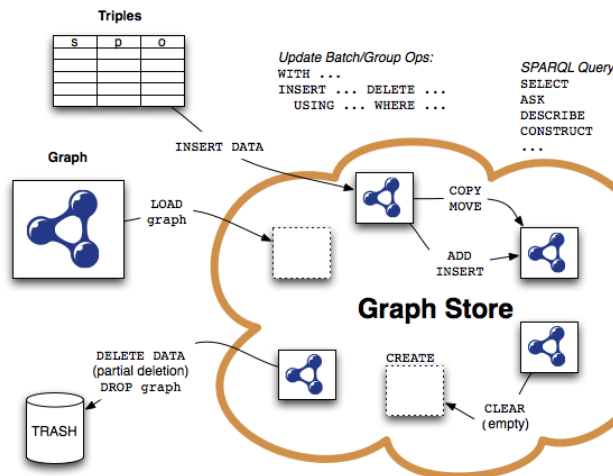 Triples
s p o
Update Batch/Group Ops:
WITH ...
INSERT ... DELETE ...
USING ... WHERE ...
SPARQL Query
SELECT
ASK
DESCRIBE
CONSTRUCT
...
INSERT DATA
Graph
LOAD
graph
COPY
MOVE
ADD
INSERT
Graph Store
DELETE DATA
(partial deletion)
DROP graph
CREATE
CLEAR
(empty)
TRASH